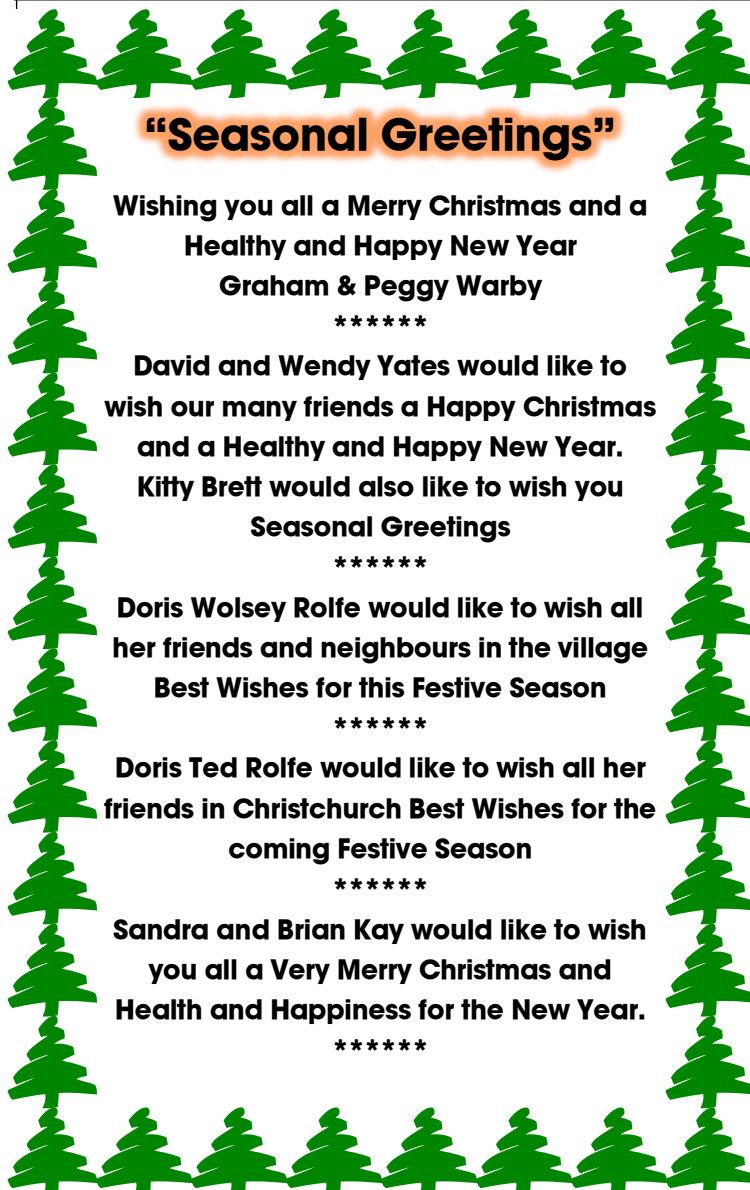 “Seasonal Greetings”
Wishing you all a Merry Christmas and a
Healthy and Happy New Year
Graham & Peggy Warby
******
David and Wendy Yates would like to
wish our many friends a Happy Christmas
and a Healthy and Happy New Year.
Kitty Brett would also like to wish you
Seasonal Greetings
******
Doris Wolsey Rolfe would like to wish all
her friends and neighbours in the village
Best Wishes for this Festive Season
******
Doris Ted Rolfe would like to wish all her
friends in Christchurch Best Wishes for the
coming Festive Season
******
Sandra and Brian Kay would like to wish
you all a Very Merry Christmas and
Health and Happiness for the New Year.
******